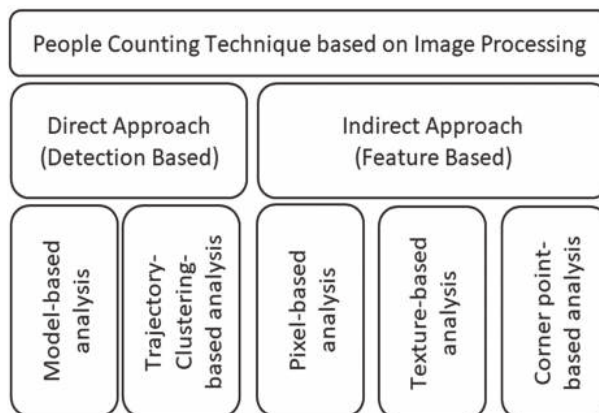 People Counting Technique based on Image Processing
Direct Approach
(Detection Based)
Indirect Approach
(Feature Based)
Model-based
analysis
Trajectory-
Clustering-
based analysis
Pixel-based
analysis
Texture-based
analysis
Corner point-
based analysis